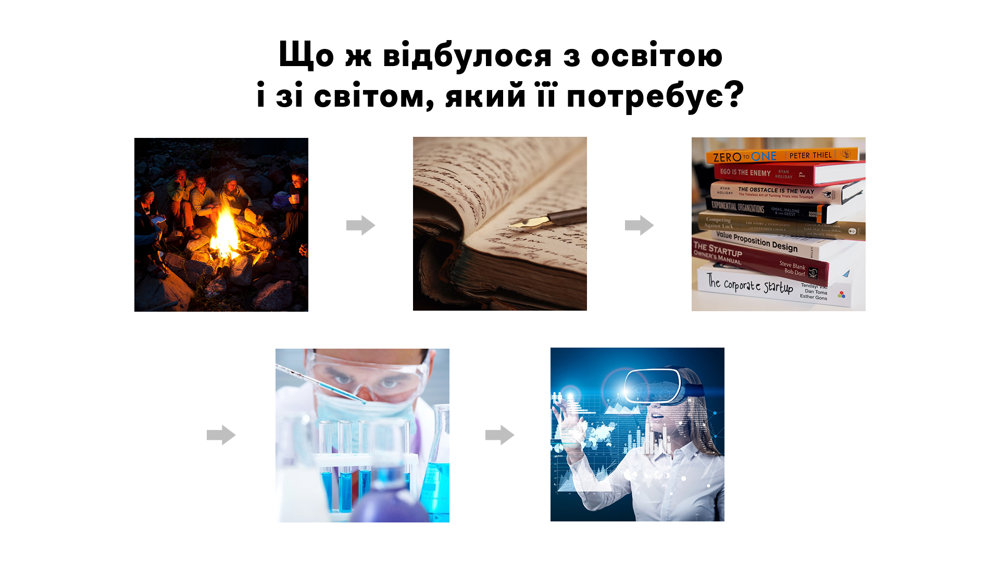 Що ж відбулося з освітою
і зі світом, який її потребує?
ZERO TO ONE PETER THIEL
EGO IS THE ENEMY RYAN HOLIDAY P
RYAN HOLIDAY THE OBSTACLE IS THE WAY
The Timeless Art of Turning Trials into Triumph
EXPONENTIAL ORGANIZATIONS ISMAIL, MALONE & VAN GEEST DIVERSION BOOKS
Competing Against Luck THE STORY of INNOVATION and CUSTOMER CHOICE Clayton M. Christensen Taddy Hall, Karen Dillon, and David S. Duncan
Value Proposition Design WILEY
THE STARTUP
OWNER'S MANUAL Steve Blank
Bob Dorf
The corporate startup Tendayi Viki
Dan Toma
Esther Gons